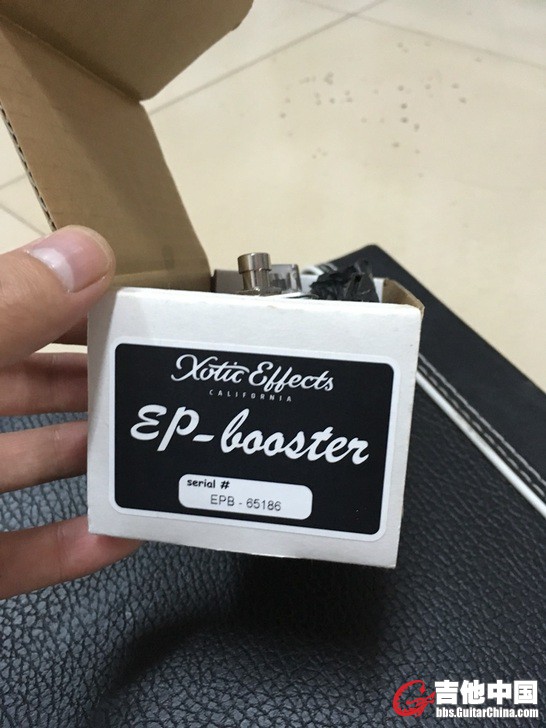 Xotic Effects
CALIFORNIA
EP-booster
serial #
EPB - 65186
吉他中国
bbs.GuitarChina.com